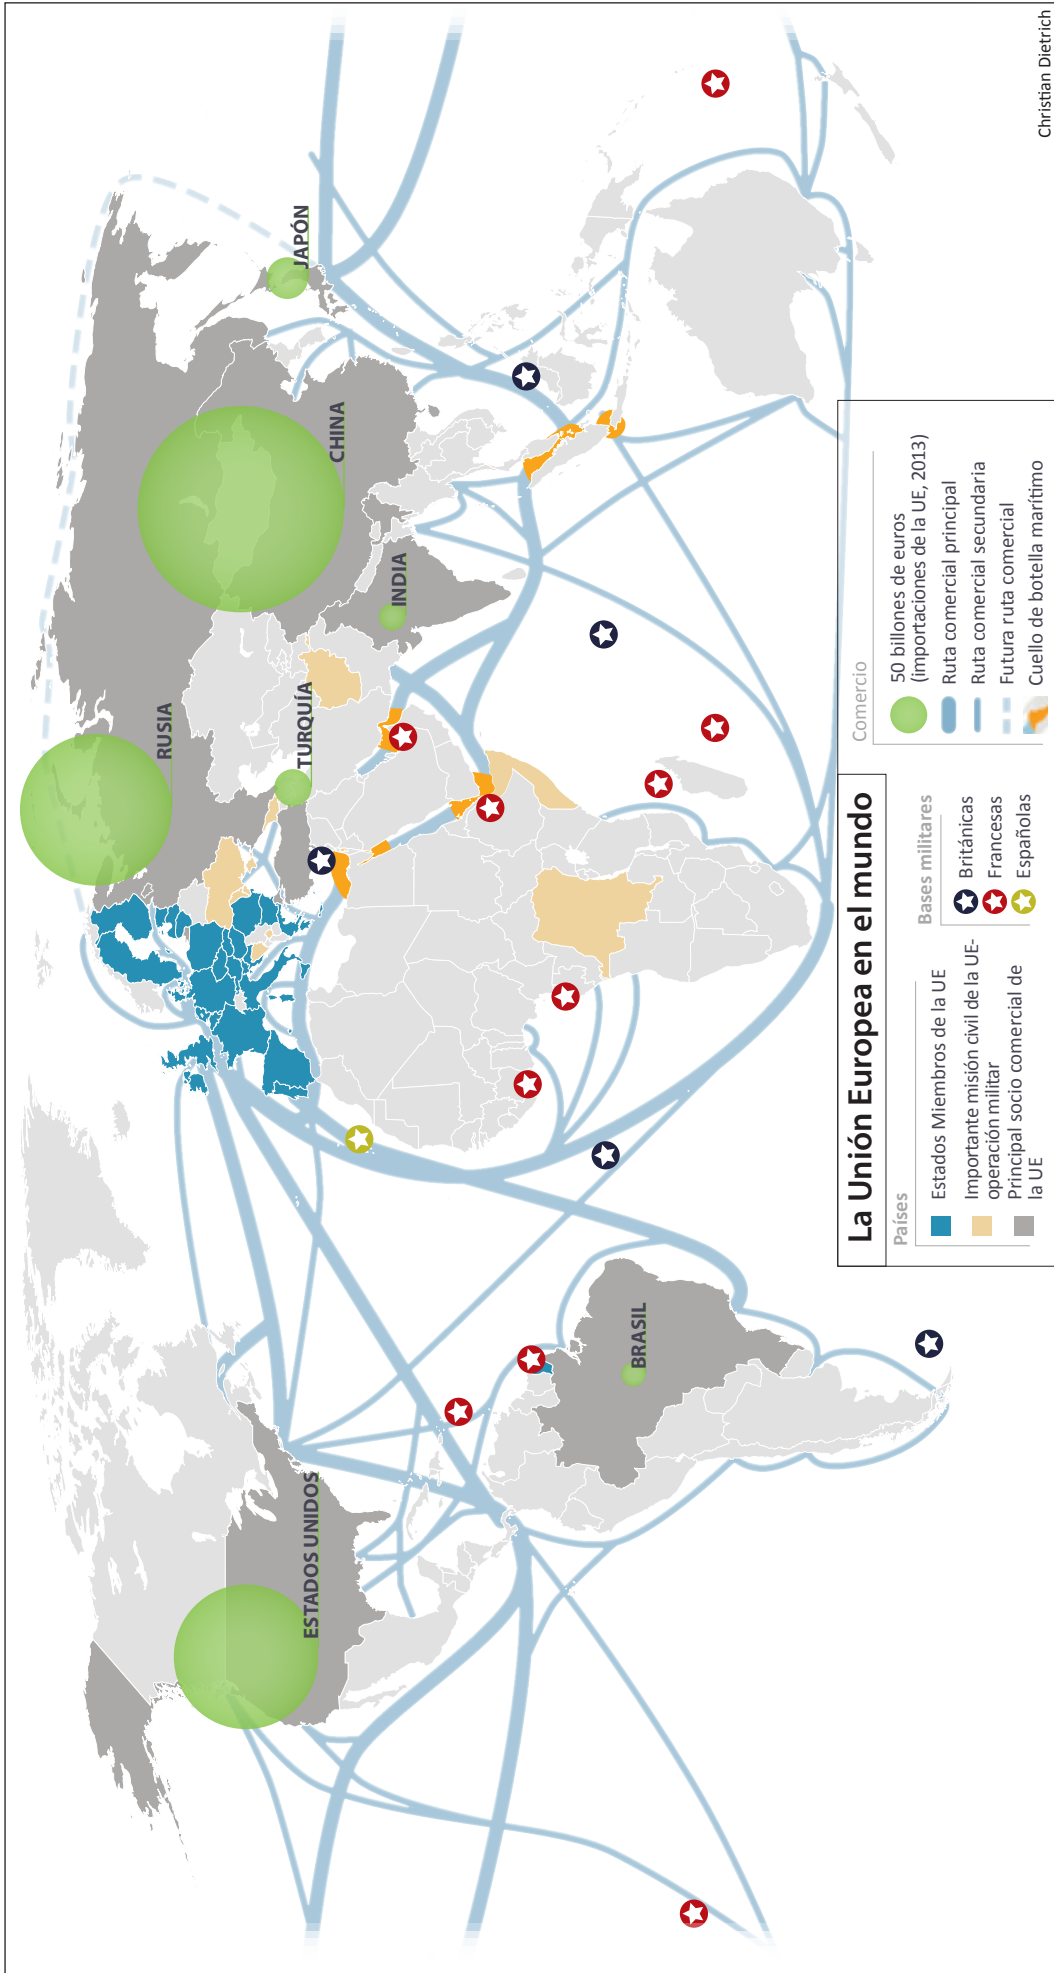 RUSIA
JAPÓN
CHINA
TURQUÍA
INDIA
ESTADOS UNIDOS
BRASIL
La Unión Europea en el mundo
Países
Estados Miembros de la UE
Importante misión civil de la UE-
operación militar
Principal socio comercial de
la UE
Bases militares
Británicas
Francesas
Españolas
Comercio
50 billones de euros
(importaciones de la UE, 2013)
Ruta comercial principal
Ruta comercial secundaria
Futura ruta comercial
Cuello de botella marítimo
Christian Dietrich